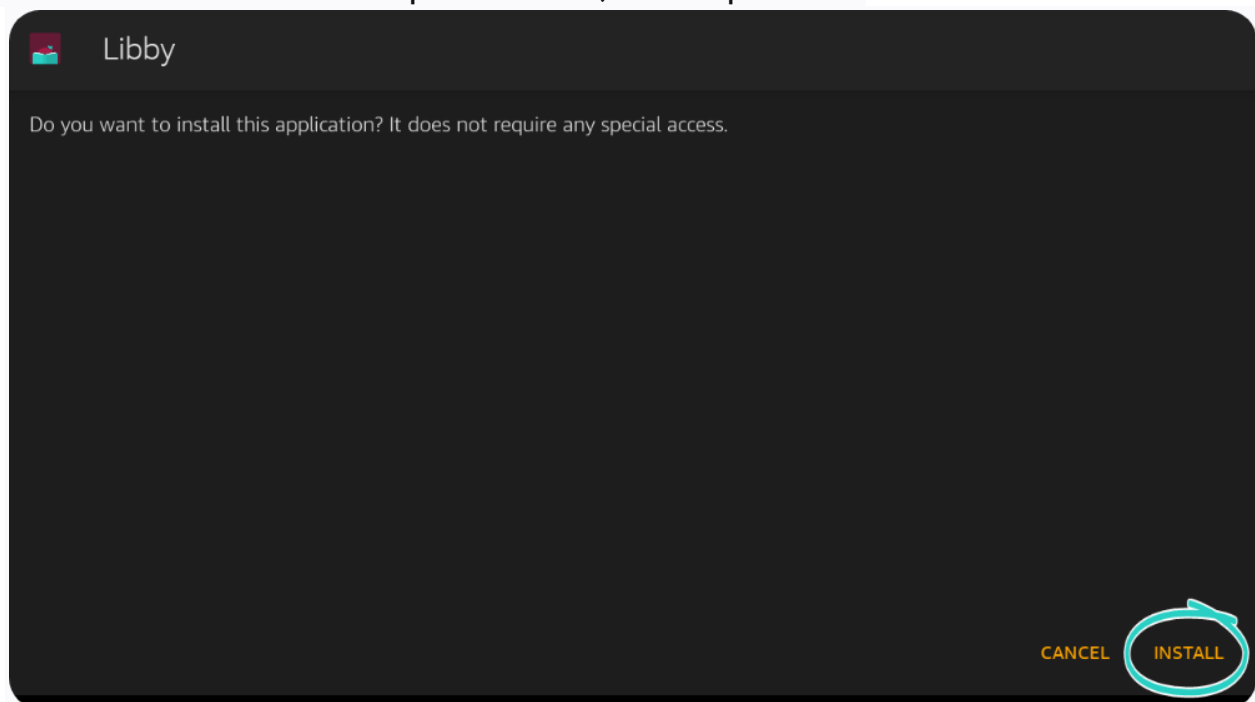 Libby
Do you want to install this application? It does not require any special access.
CANCEL INSTALL